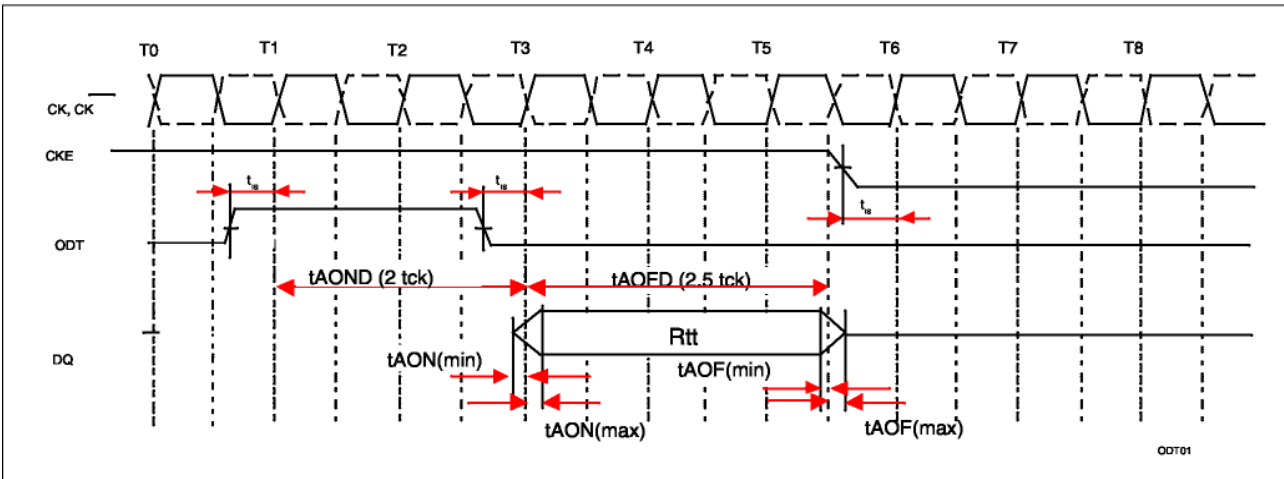 T0 T1 T2 T3 T4 T5 T6 T7 T8
CK, CK
CKE
tIS tIS
tIS
ODT
tAOND (2 tck) tAOFD (2.5 tck)
Rtt
DQ
tAON(min) tAOF(min)
tAON(max) tAOF(max)
ODT01